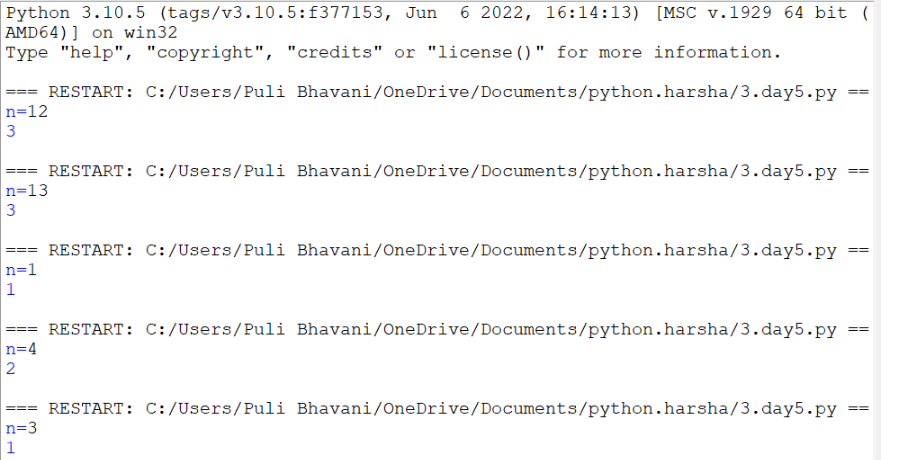 Python 3.10.5 (tags/v3.10.5:f377153, Jun  6 2022, 16:14:13) [MSC v.1929 64 bit (
AMD64)] on win32
Type "help", "copyright", "credits" or "license()" for more information.
=== RESTART: C:/Users/Puli Bhavani/OneDrive/Documents/python.harsha/3.day5.py ==
n=12
3
=== RESTART: C:/Users/Puli Bhavani/OneDrive/Documents/python.harsha/3.day5.py ==
n=13
3
=== RESTART: C:/Users/Puli Bhavani/OneDrive/Documents/python.harsha/3.day5.py ==
n=1
1
=== RESTART: C:/Users/Puli Bhavani/OneDrive/Documents/python.harsha/3.day5.py ==
n=4
2
=== RESTART: C:/Users/Puli Bhavani/OneDrive/Documents/python.harsha/3.day5.py ==
n=3
1